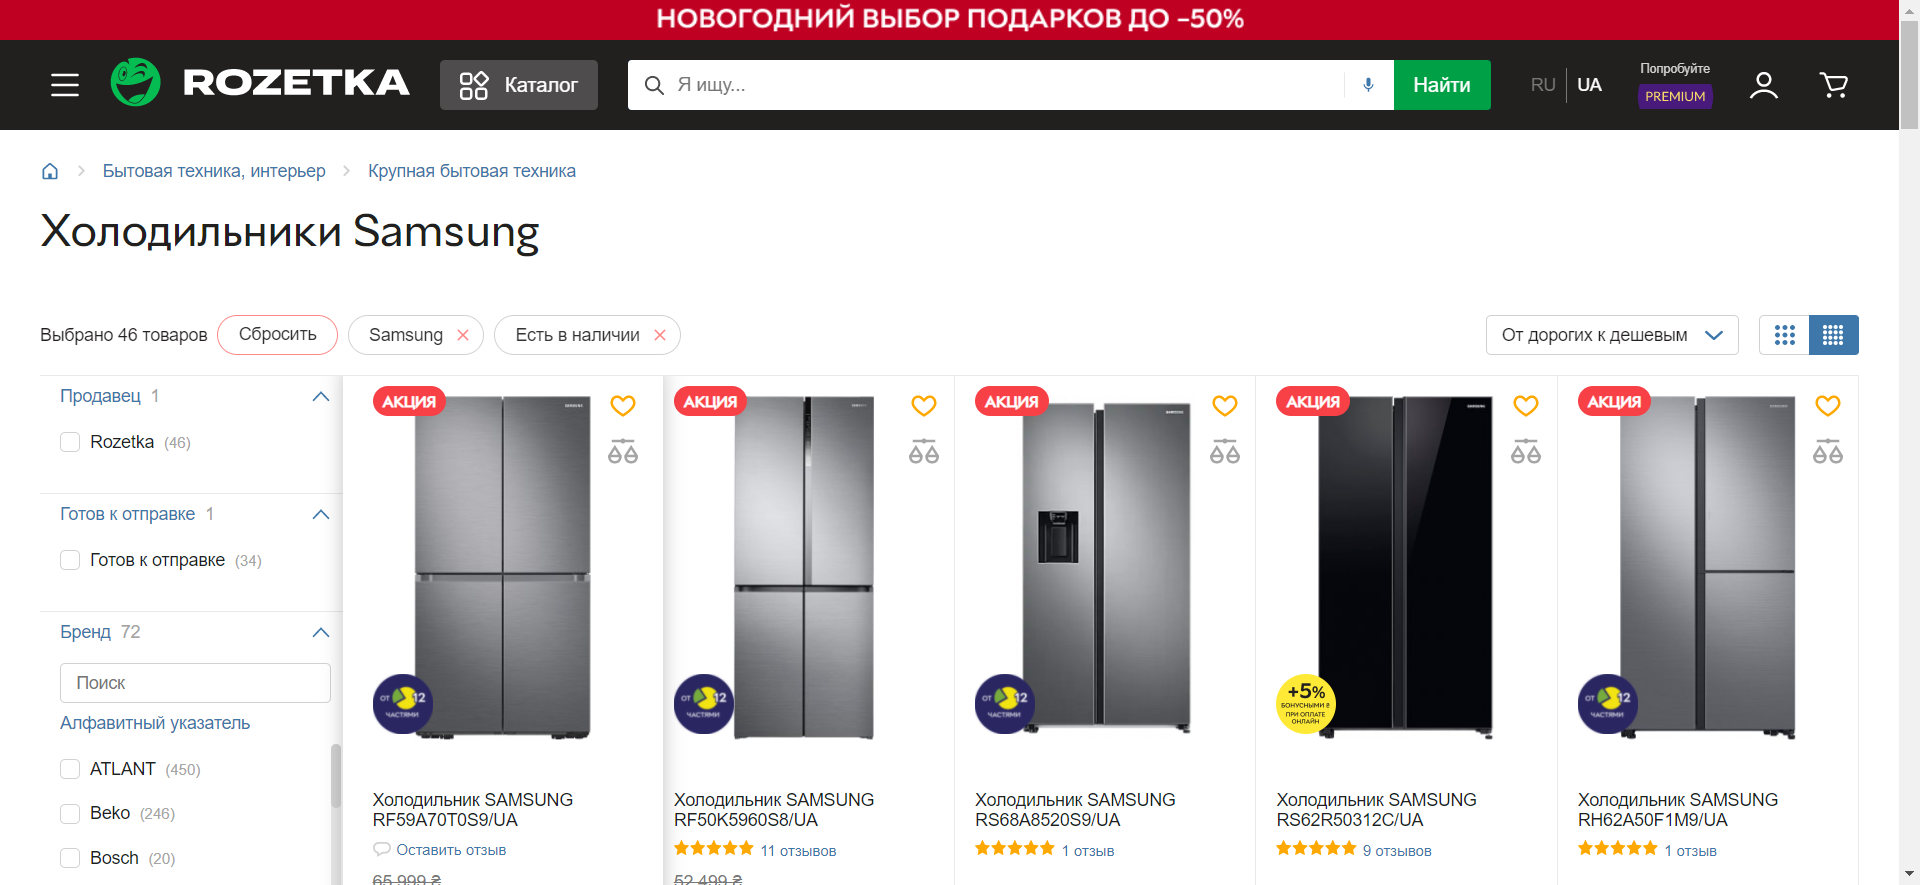 НОВОГОДНИЙ ВЫБОР ПОДАРКОВ ДО –50%
ROZETKA
Каталог
Я ищу...
Найти
RU
UA
Попробуйте
PREMIUM
Бытовая техника, интерьер
Крупная бытовая техника
Холодильники Samsung
Выбрано 46 товаров
Сбросить
Samsung
Есть в наличии
От дорогих к дешевым
Продавец 1
Rozetka (46)
Готов к отправке 1
Готов к отправке (34)
Бренд 72
Поиск
Алфавитный указатель
ATLANT (450)
Beko (246)
Bosch (20)
АКЦИЯ
SAMSUNG
ОТ 12
ЧАСТЯМИ
Холодильник SAMSUNG
RF59A70T0S9/UA
Оставить отзыв
65 999 ₴
АКЦИЯ
ОТ 12
ЧАСТЯМИ
Холодильник SAMSUNG
RF50K5960S8/UA
11 отзывов
52 499 ₴
АКЦИЯ
SAMSUNG
ОТ 12
ЧАСТЯМИ
Холодильник SAMSUNG
RS68A8520S9/UA
1 отзыв
АКЦИЯ
SAMSUNG
+5%
БОНУСНЫМИ ₴
ПРИ ОПЛАТЕ
ОНЛАЙН
Холодильник SAMSUNG
RS62R50312C/UA
9 отзывов
АКЦИЯ
SAMSUNG
ОТ 12
ЧАСТЯМИ
Холодильник SAMSUNG
RH62A50F1M9/UA
1 отзыв